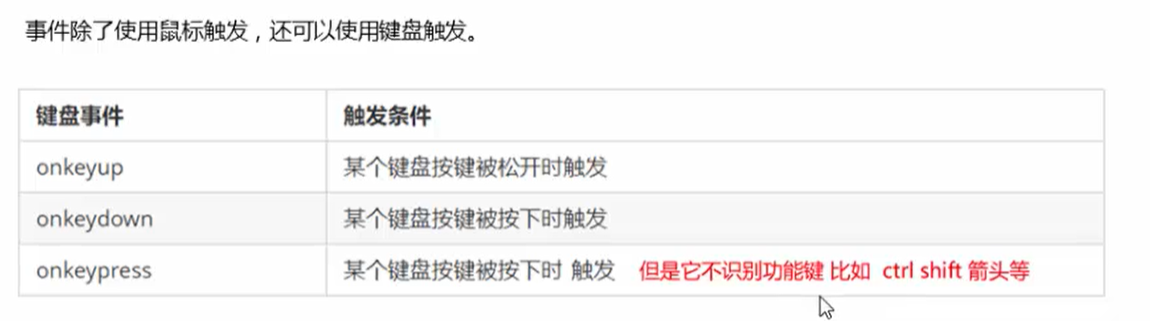 事件除了使用鼠标触发，还可以使用键盘触发。
键盘事件 触发条件
onkeyup 某个键盘按键被松开时触发
onkeydown 某个键盘按键被按下时触发
onkeypress 某个键盘按键被按下时 触发 但是它不识别功能键 比如 ctrl shift 箭头等